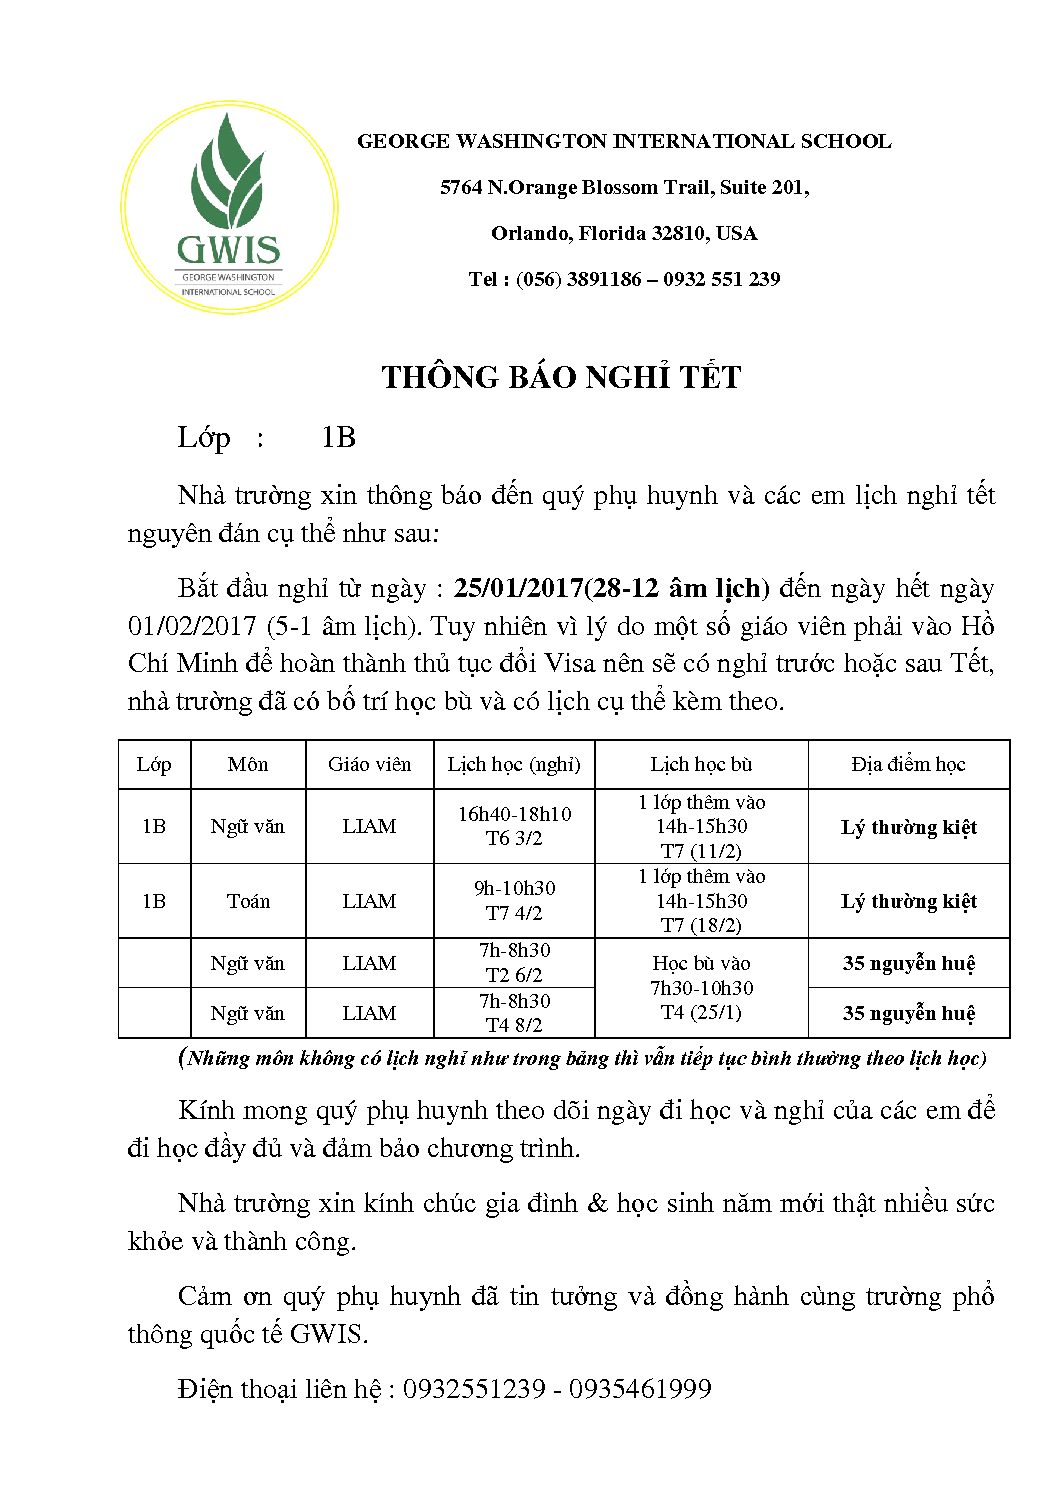 GWIS
GEORGE WASHINGTON
INTERNATIONAL SCHOOL
GEORGE WASHINGTON INTERNATIONAL SCHOOL
5764 N.Orange Blossom Trail, Suite 201,
Orlando, Florida 32810, USA
Tel : (056) 3891186 – 0932 551 239
THÔNG BÁO NGHỈ TẾT
Lớp : 1B
Nhà trường xin thông báo đến quý phụ huynh và các em lịch nghỉ tết
nguyên đán cụ thể như sau:
Bắt đầu nghỉ từ ngày : 25/01/2017(28-12 âm lịch) đến ngày hết ngày
01/02/2017 (5-1 âm lịch). Tuy nhiên vì lý do một số giáo viên phải vào Hồ
Chí Minh để hoàn thành thủ tục đổi Visa nên sẽ có nghỉ trước hoặc sau Tết,
nhà trường đã có bố trí học bù và có lịch cụ thể kèm theo.
Lớp Môn Giáo viên Lịch học (nghỉ) Lịch học bù Địa điểm học
1B Ngữ văn LIAM 16h40-18h10 T6 3/2 1 lớp thêm vào 14h-15h30 T7 (11/2) Lý thường kiệt
1B Toán LIAM 9h-10h30 T7 4/2 1 lớp thêm vào 14h-15h30 T7 (18/2) Lý thường kiệt
Ngữ văn LIAM 7h-8h30 T2 6/2 Học bù vào 7h30-10h30 T4 (25/1) 35 nguyễn huệ
Ngữ văn LIAM 7h-8h30 T4 8/2 35 nguyễn huệ
(Những môn không có lịch nghỉ như trong bảng thì vẫn tiếp tục bình thường theo lịch học)
Kính mong quý phụ huynh theo dõi ngày đi học và nghỉ của các em để
đi học đầy đủ và đảm bảo chương trình.
Nhà trường xin kính chúc gia đình & học sinh năm mới thật nhiều sức
khỏe và thành công.
Cảm ơn quý phụ huynh đã tin tưởng và đồng hành cùng trường phổ
thông quốc tế GWIS.
Điện thoại liên hệ : 0932551239 - 0935461999